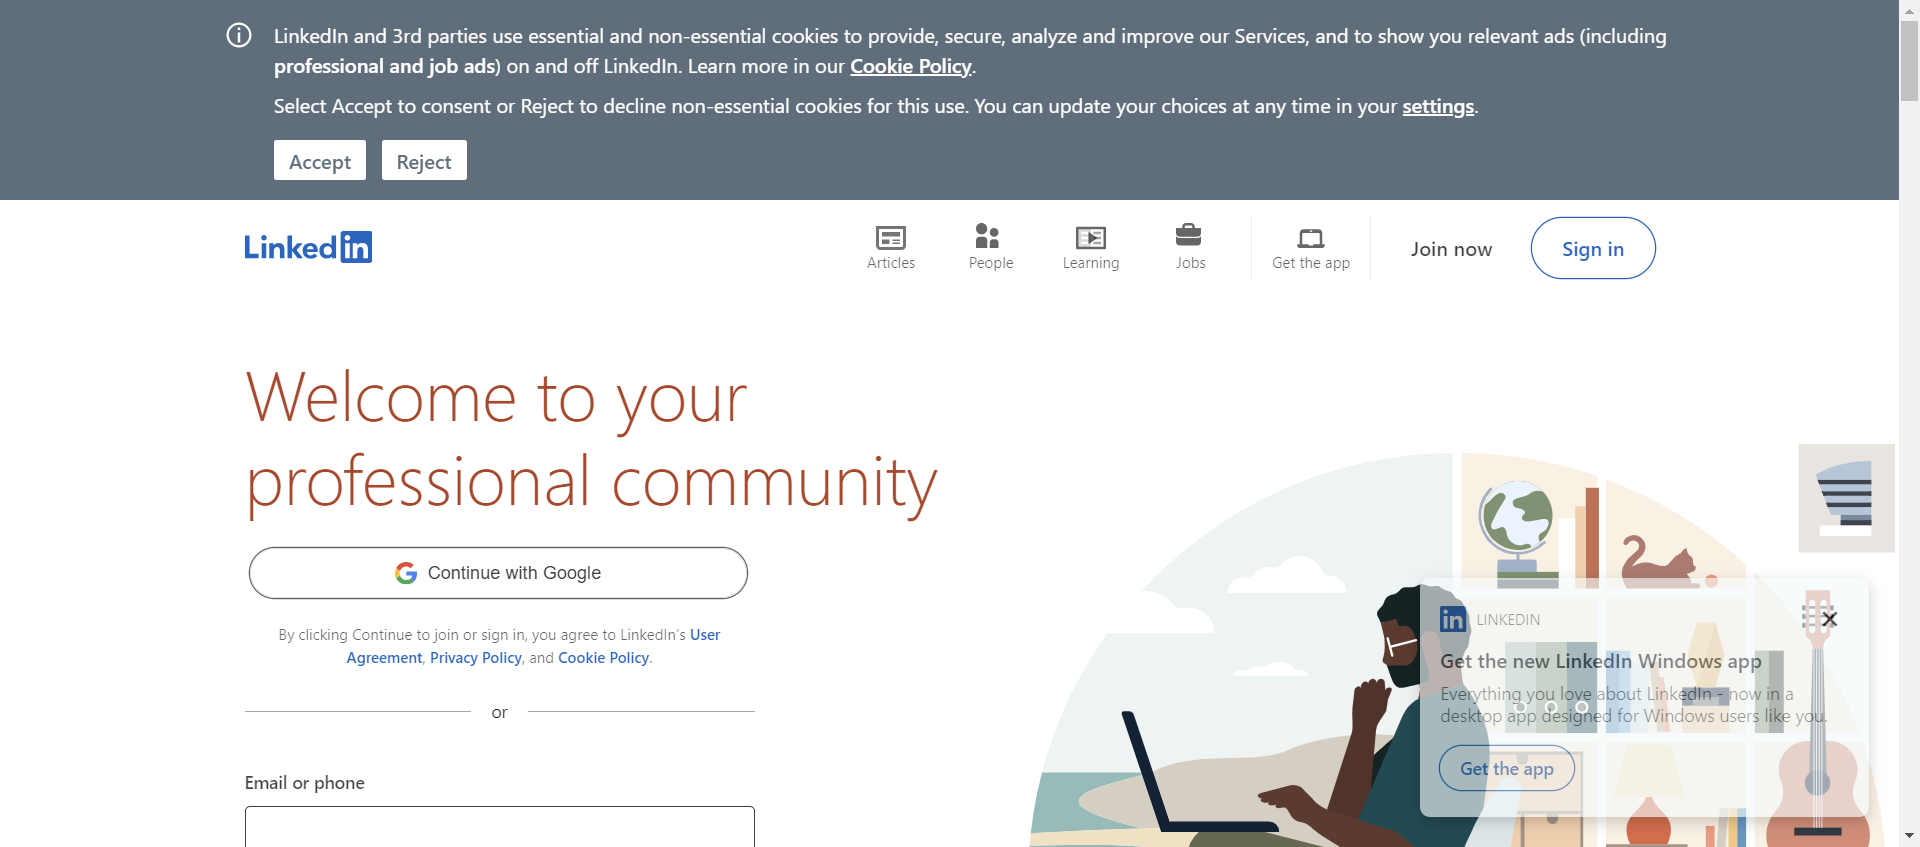 LinkedIn and 3rd parties use essential and non-essential cookies to provide, secure, analyze and improve our Services, and to show you relevant ads (including
professional and job ads) on and off LinkedIn. Learn more in our Cookie Policy.
Select Accept to consent or Reject to decline non-essential cookies for this use. You can update your choices at any time in your settings.
Accept Reject
Linked in
Articles People Learning Jobs Get the app Join now Sign in
Welcome to your
professional community
Continue with Google
By clicking Continue to join or sign in, you agree to LinkedIn's User
Agreement, Privacy Policy, and Cookie Policy.
or
Email or phone
in LINKEDIN
Get the new LinkedIn Windows app
Everything you love about LinkedIn - now in a
desktop app designed for Windows users like you.
Get the app